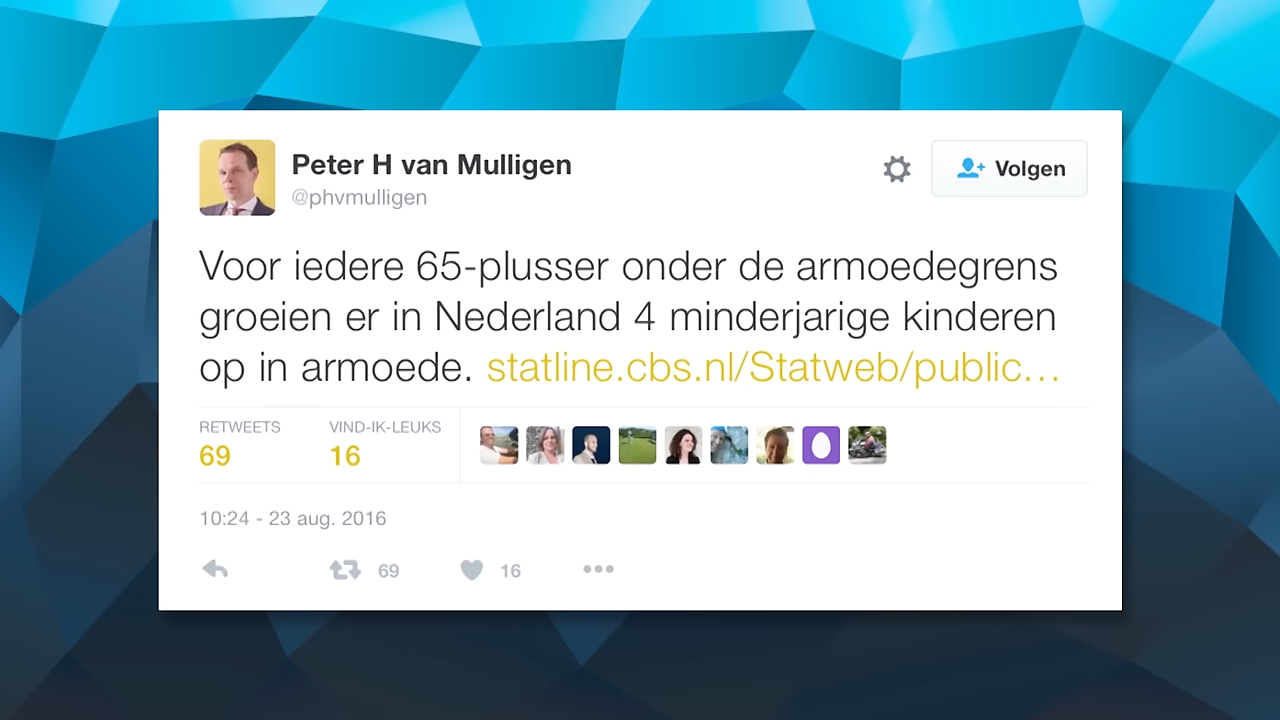 Peter H van Mulligen
@phvmulligen
Volgen
Voor iedere 65-plusser onder de armoedegrens
groeien er in Nederland 4 minderjarige kinderen
op in armoede. statline.cbs.nl/Statweb/public…
RETWEETS VIND-IK-LEUKS
69 16
10:24 - 23 aug. 2016
69 16